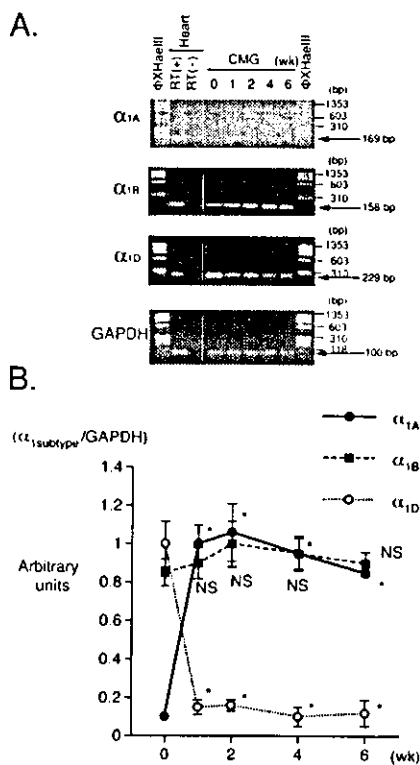 A.
Heart
ΦXHaeIII RT(+) RT(-) CMG (wk) ΦXHaeIII
0 1 2 4 6
(bp)
1353
α1A 603
310
169 bp
(bp)
1353
α1B 603
310
158 bp
(bp)
1353
α1D 603
310
229 bp
(bp)
1353
GAPDH 603
310
118
100 bp
B.
(α1subtype/GAPDH)
α1A
α1B
α1D
1.4
1.2
1
0.8
0.6
0.4
0.2
0
Arbitrary
units
* * * *
NS NS NS NS
* * * *
0 2 4 6 (wk)